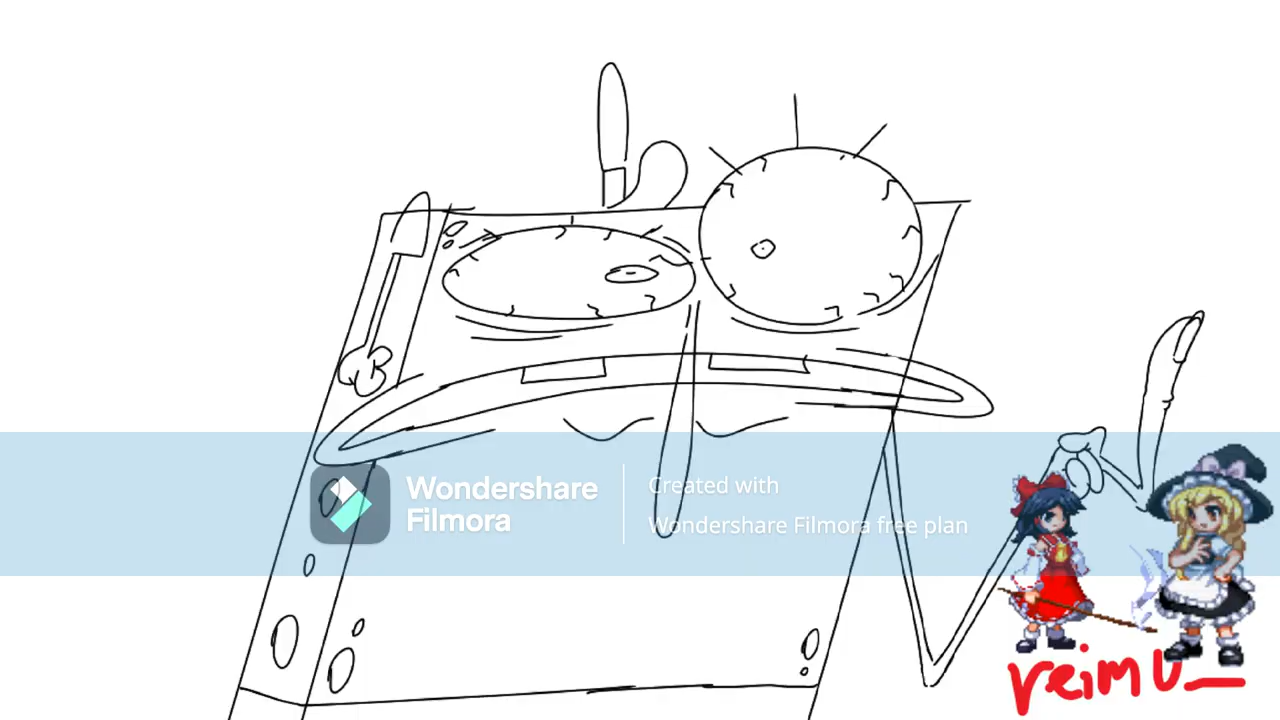 Wondershare
Filmora
Created with
Wondershare Filmora free plan
reimu_